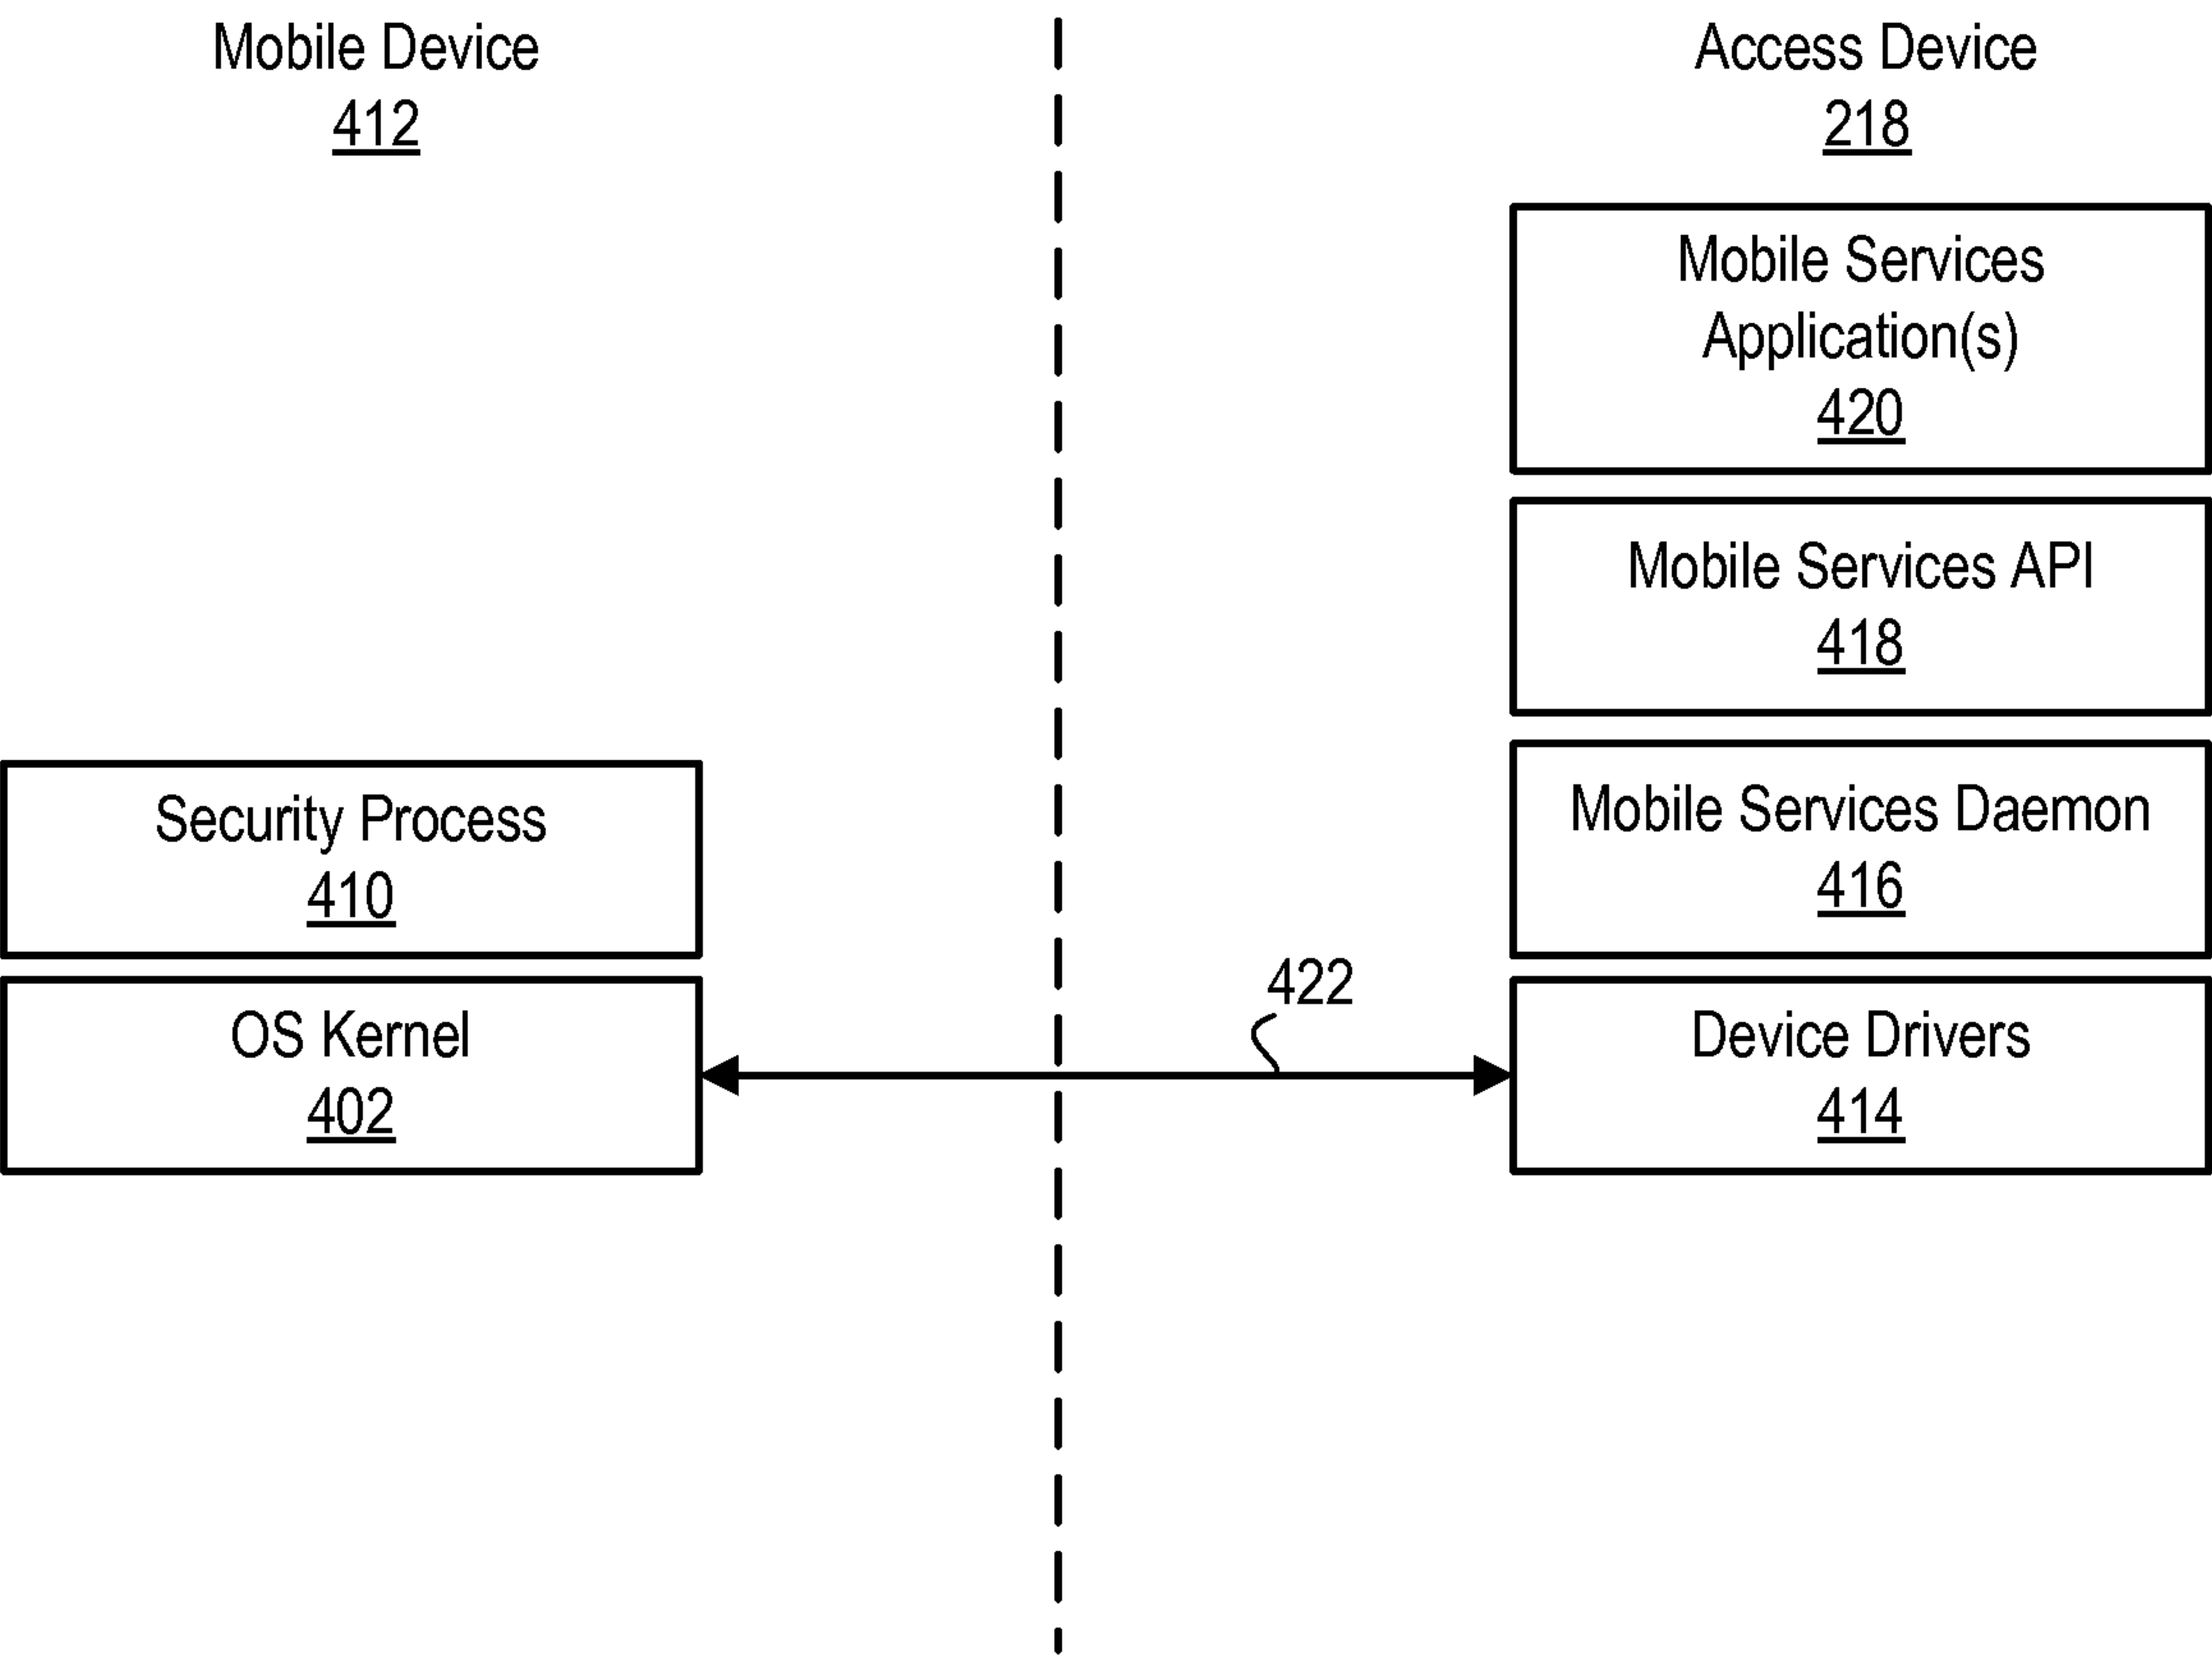 Mobile Device
412
Access Device
218
Mobile Services
Application(s)
420
Mobile Services API
418
Mobile Services Daemon
416
Security Process
410
422
OS Kernel
402
Device Drivers
414